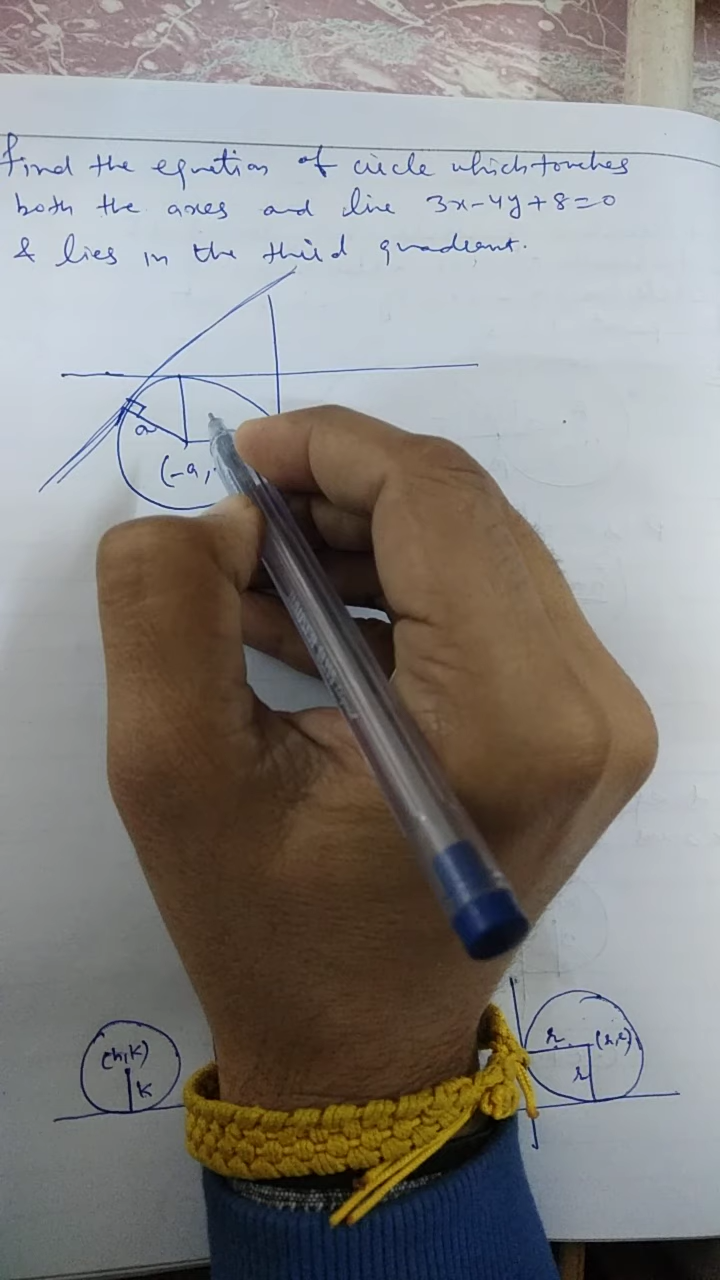 find the equation of circle which touches
both the axes and line 3x-4y+8=0
& lies in the third quadrant.
a
(-a,
(h,k)
k
r
(r,r)
r